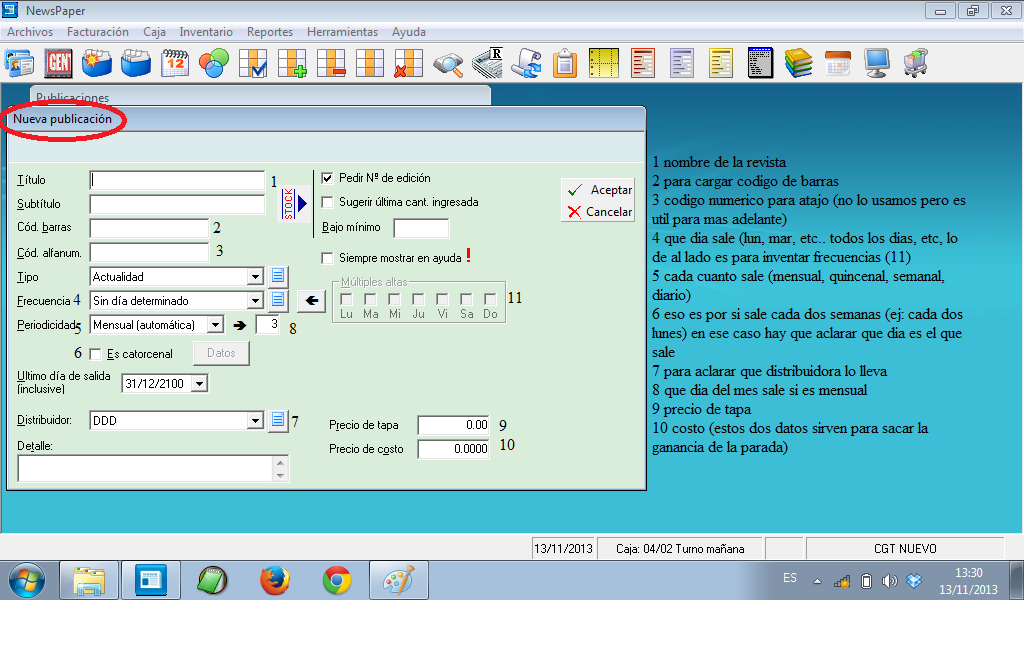 NewsPaper
Archivos Facturación Caja Inventario Reportes Herramientas Ayuda
GEN 12 R
Publicaciones
Nueva publicación
Título 1
Subtítulo
Cód. barras 2
Cód. alfanum. 3
STOCK
Pedir Nº de edición
Sugerir última cant. ingresada
Bajo mínimo
Siempre mostrar en ayuda !
Aceptar
Cancelar
Tipo Actualidad
Frecuencia 4 Sin día determinado
Periodicidad 5 Mensual (automática) 3 8
Múltiples altas 11
Lu Ma Mi Ju Vi Sa Do
6 Es catorcenal Datos
Ultimo día de salida
(inclusive) 31/12/2100
Distribuidor: DDD 7
Detalle:
Precio de tapa 0.00 9
Precio de costo 0.0000 10
1 nombre de la revista
2 para cargar codigo de barras
3 codigo numerico para atajo (no lo usamos pero es
util para mas adelante)
4 que dia sale (lun, mar, etc.. todos los dias, etc, lo
de al lado es para inventar frecuencias (11)
5 cada cuanto sale (mensual, quincenal, semanal,
diario)
6 eso es por si sale cada dos semanas (ej: cada dos
lunes) en ese caso hay que aclarar que dia es el que
sale
7 para aclarar que distribuidora lo lleva
8 que dia del mes sale si es mensual
9 precio de tapa
10 costo (estos dos datos sirven para sacar la
ganancia de la parada)
13/11/2013 Caja: 04/02 Turno mañana CGT NUEVO
ES 13:30
13/11/2013